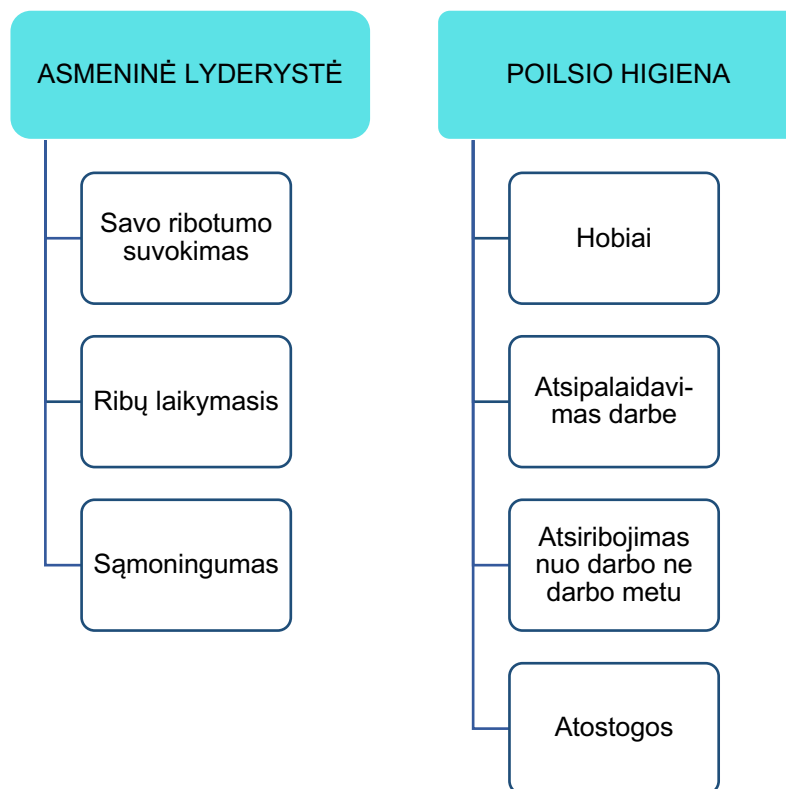 ASMENINĖ LYDERYSTĖ
Savo ribotumo
suvokimas
Ribų laikymasis
Sąmoningumas
POILSIO HIGIENA
Hobiai
Atsipalaidavi-
mas darbe
Atsiribojimas
nuo darbo ne
darbo metu
Atostogos